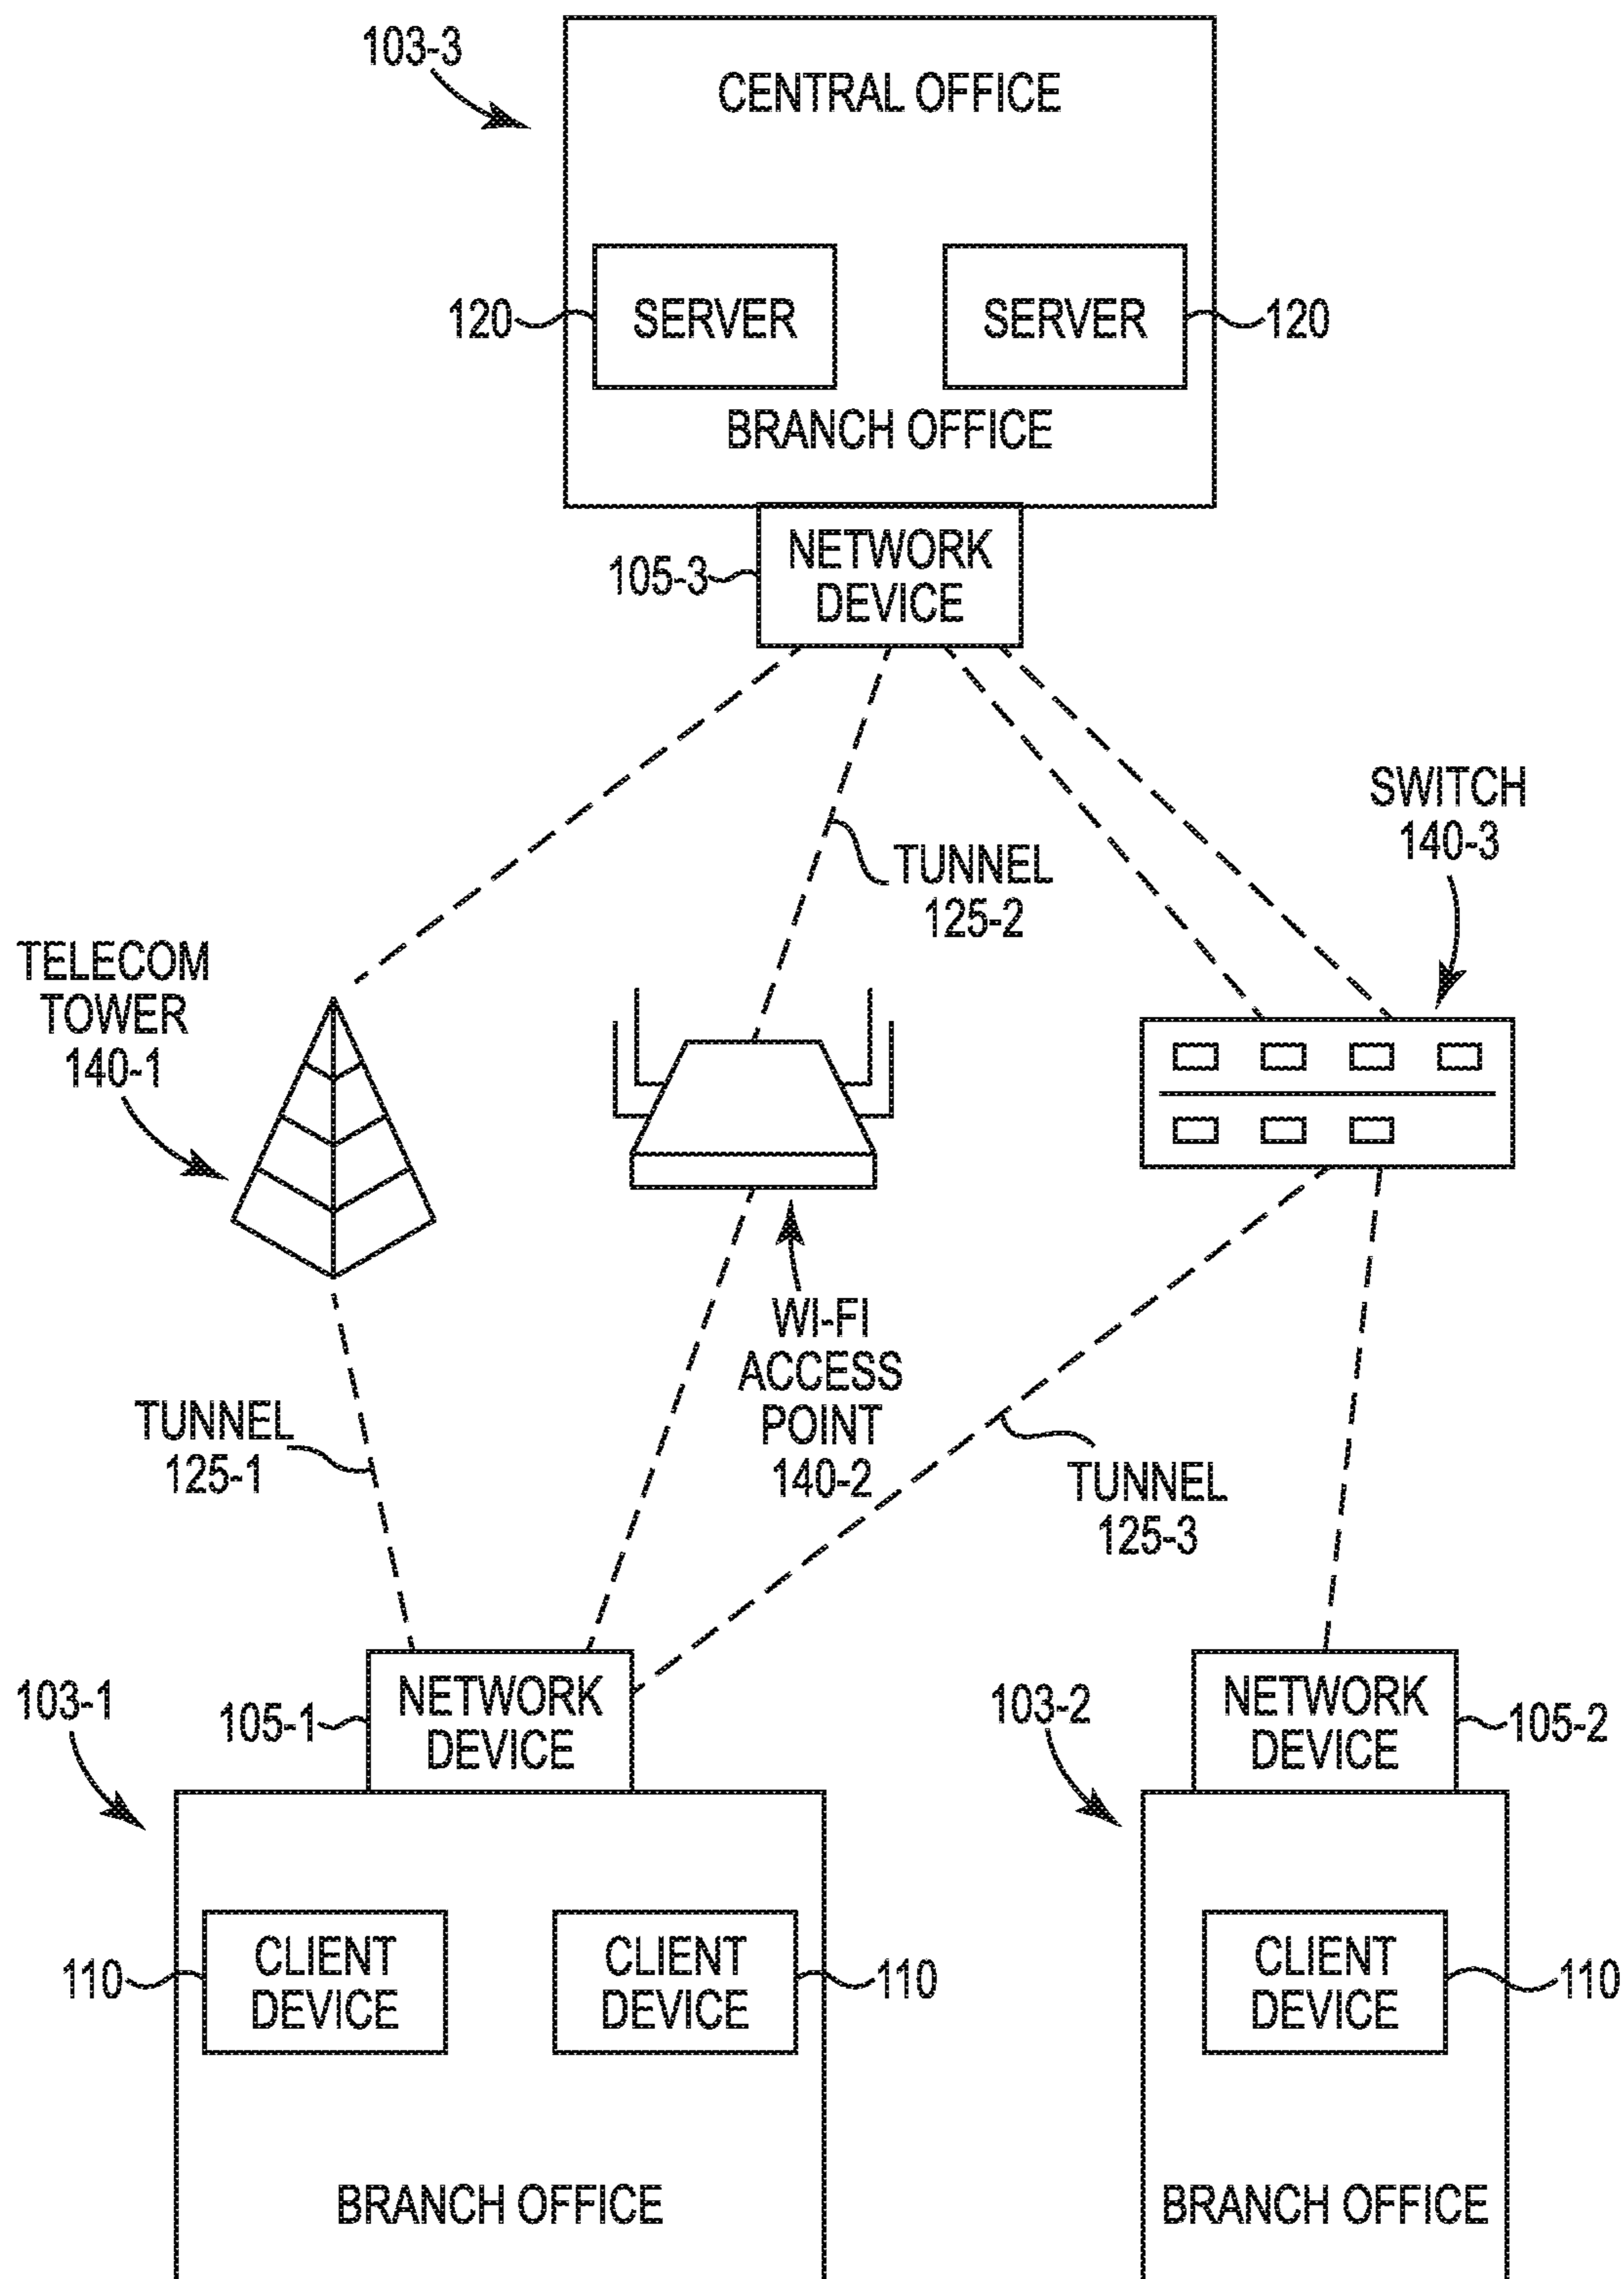 103-3
CENTRAL OFFICE
120
SERVER
SERVER
120
BRANCH OFFICE
105-3
NETWORK
DEVICE
SWITCH
140-3
TUNNEL
125-2
TELECOM
TOWER
140-1
WI-FI
ACCESS
POINT
140-2
TUNNEL
125-1
TUNNEL
125-3
103-1
105-1
NETWORK
DEVICE
103-2
NETWORK
DEVICE
105-2
110
CLIENT
DEVICE
CLIENT
DEVICE
110
CLIENT
DEVICE
110
BRANCH OFFICE
BRANCH OFFICE